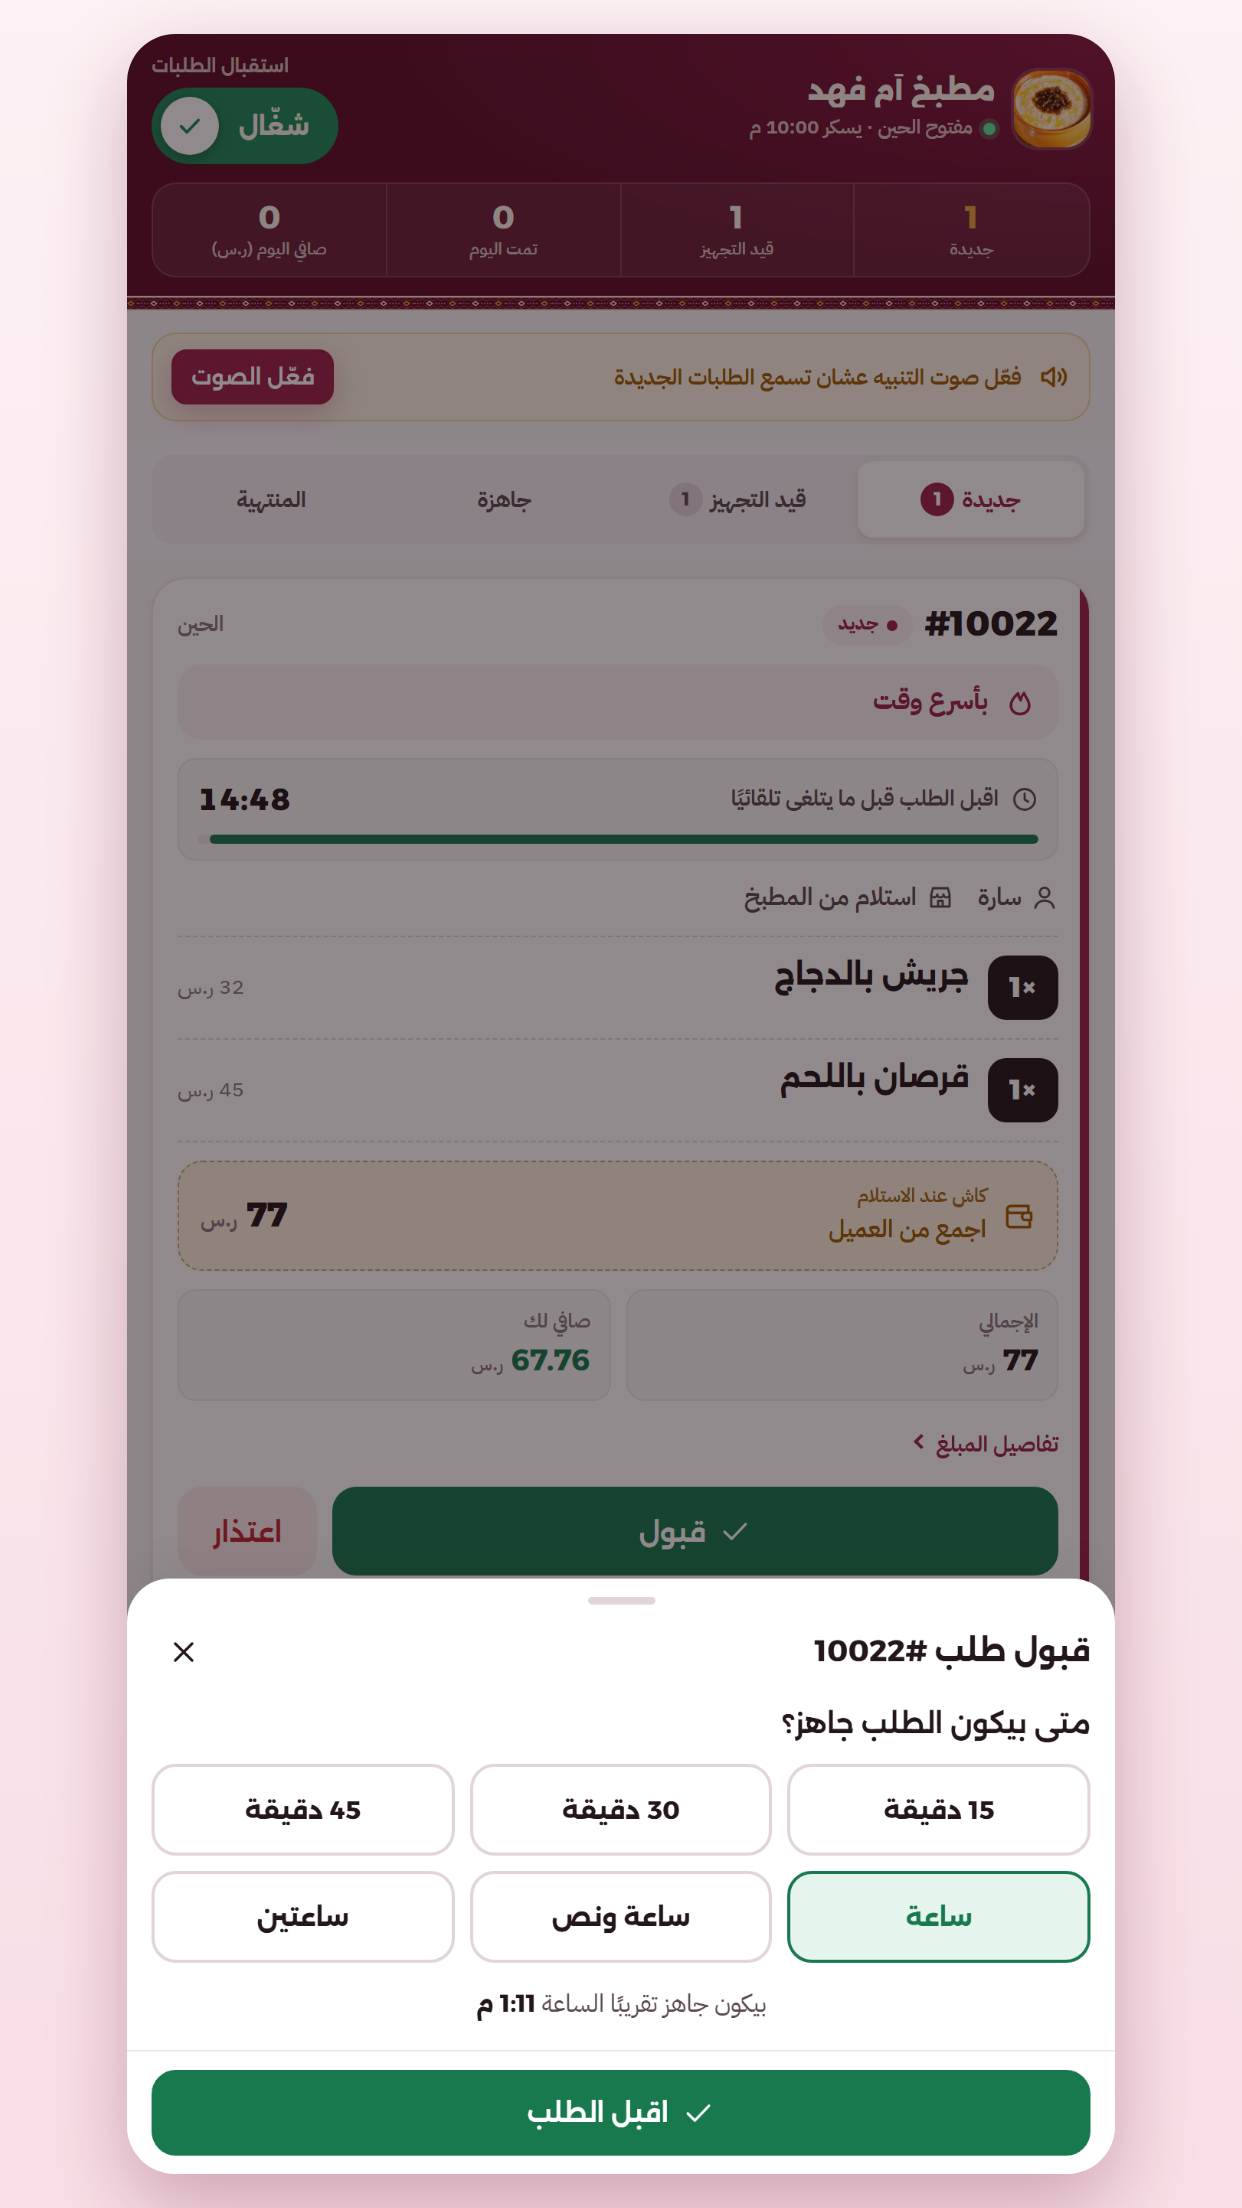 استقبال الطلبات
مطبخ أم فهد
شغّال
مفتوح الحين · يسكر 10:00 م
1
1
0
0
جديدة
قيد التجهيز
تمت اليوم
صافي اليوم (ر.س)
فعّل صوت التنبيه عشان تسمع الطلبات الجديدة
فعّل الصوت
جديدة 1
قيد التجهيز 1
جاهزة
المنتهية
#10022
جديد
الحين
بأسرع وقت
اقبل الطلب قبل ما يتلغى تلقائيًا
14:48
سارة
استلام من المطبخ
1×
جريش بالدجاج
32 ر.س
1×
قرصان باللحم
45 ر.س
كاش عند الاستلام
اجمع من العميل
77 ر.س
الإجمالي
77 ر.س
صافي لك
67.76 ر.س
تفاصيل المبلغ
قبول
اعتذار
قبول طلب #10022
متى بيكون الطلب جاهز؟
15 دقيقة
30 دقيقة
45 دقيقة
ساعة
ساعة ونص
ساعتين
بيكون جاهز تقريبًا الساعة 1:11 م
اقبل الطلب